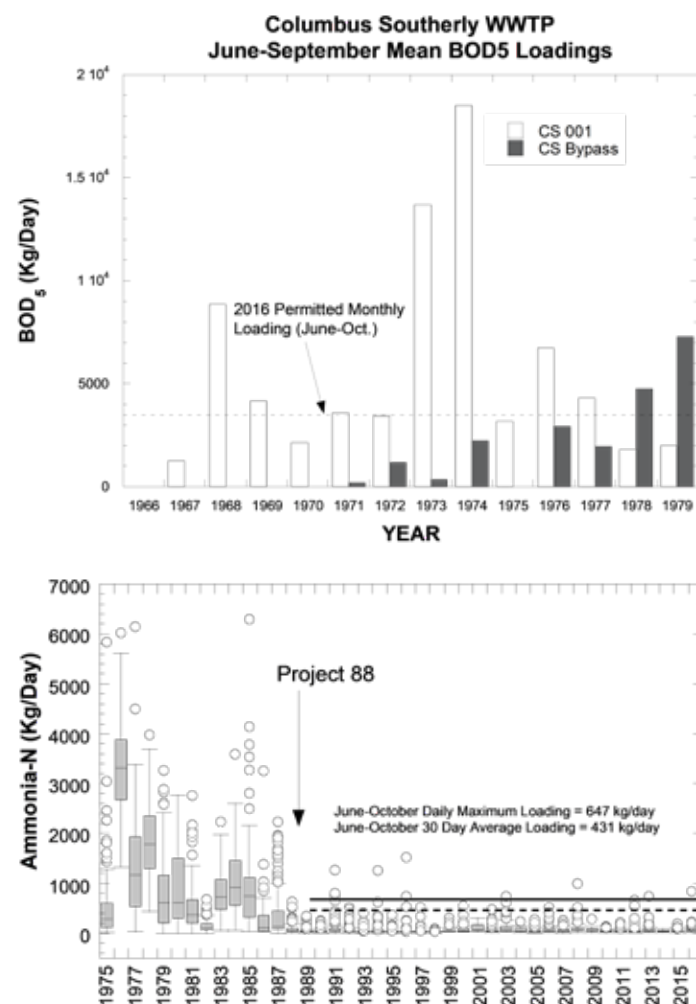 Columbus Southerly WWTP
June-September Mean BOD5 Loadings
2 10⁴
1.5 10⁴
1 10⁴
5000
0
BOD₅ (Kg/Day)
CS 001
CS Bypass
2016 Permitted Monthly
Loading (June-Oct.)
1966 1967 1968 1969 1970 1971 1972 1973 1974 1975 1976 1977 1978 1979
YEAR
7000
6000
5000
4000
3000
2000
1000
0
Ammonia-N (Kg/Day)
Project 88
June-October Daily Maximum Loading = 647 kg/day
June-October 30 Day Average Loading = 431 kg/day
1975 1977 1979 1981 1983 1985 1987 1989 1991 1993 1995 1997 1999 2001 2003 2005 2007 2009 2011 2013 2015